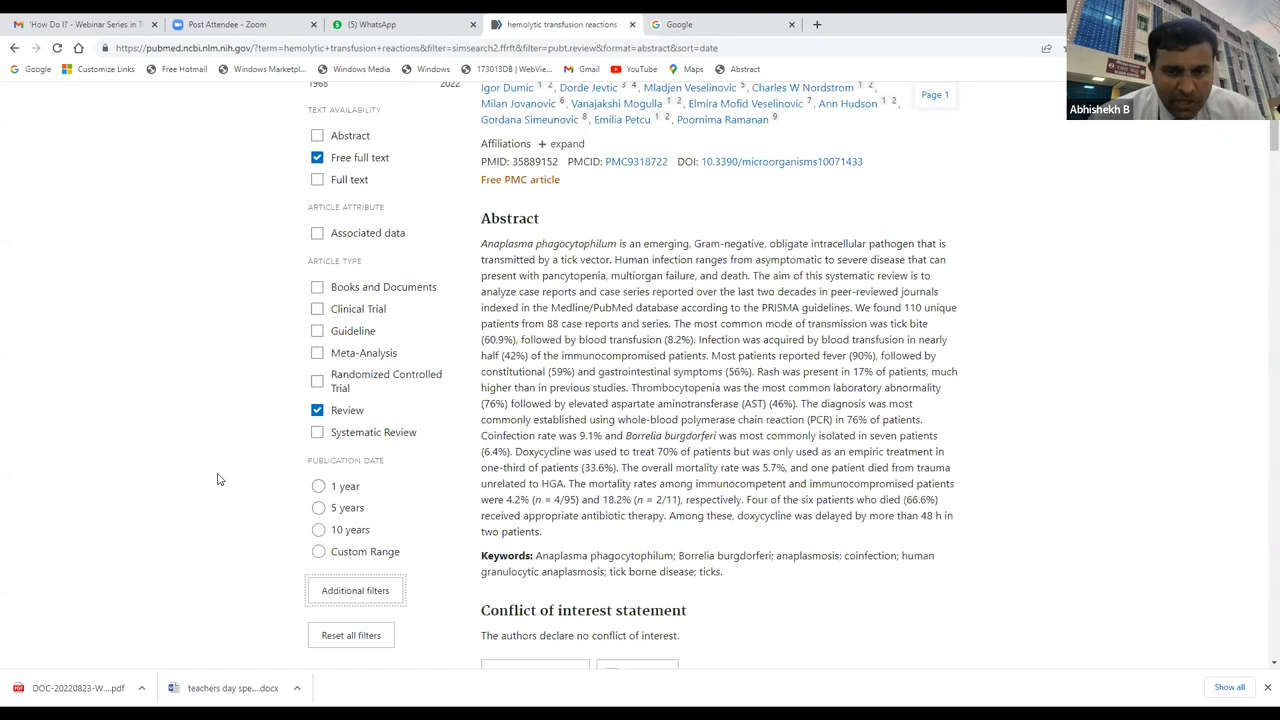 'How Do I? - Webinar Series in T
Post Attendee - Zoom
(5) WhatsApp
hemolytic transfusion reactions -
Google
https://pubmed.ncbi.nlm.nih.gov/?term=hemolytic+transfusion+reactions&filter=simsearch2.ffrft&filter=pubt.review&format=abstract&sort=date
Google
Customize Links
Free Hotmail
Windows Marketpl...
Windows Media
Windows
173013DB | WebVie...
Gmail
YouTube
Maps
Abstract
Abhishekh B
1968
2022
TEXT AVAILABILITY
Abstract
Free full text
Full text
ARTICLE ATTRIBUTE
Associated data
ARTICLE TYPE
Books and Documents
Clinical Trial
Guideline
Meta-Analysis
Randomized Controlled
Trial
Review
Systematic Review
PUBLICATION DATE
1 year
5 years
10 years
Custom Range
Additional filters
Reset all filters
Igor Dumic 1 2, Dorde Jevtic 3 4, Mladjen Veselinovic 5, Charles W Nordstrom 1 2,
Milan Jovanovic 6, Vanajakshi Mogulla 1 2, Elmira Mofid Veselinovic 7, Ann Hudson 1 2,
Gordana Simeunovic 8, Emilia Petcu 1 2, Poornima Ramanan 9
Page 1
Affiliations + expand
PMID: 35889152 PMCID: PMC9318722 DOI: 10.3390/microorganisms10071433
Free PMC article
Abstract
Anaplasma phagocytophilum is an emerging, Gram-negative, obligate intracellular pathogen that is
transmitted by a tick vector. Human infection ranges from asymptomatic to severe disease that can
present with pancytopenia, multiorgan failure, and death. The aim of this systematic review is to
analyze case reports and case series reported over the last two decades in peer-reviewed journals
indexed in the Medline/PubMed database according to the PRISMA guidelines. We found 110 unique
patients from 88 case reports and series. The most common mode of transmission was tick bite
(60.9%), followed by blood transfusion (8.2%). Infection was acquired by blood transfusion in nearly
half (42%) of the immunocompromised patients. Most patients reported fever (90%), followed by
constitutional (59%) and gastrointestinal symptoms (56%). Rash was present in 17% of patients, much
higher than in previous studies. Thrombocytopenia was the most common laboratory abnormality
(76%) followed by elevated aspartate aminotransferase (AST) (46%). The diagnosis was most
commonly established using whole-blood polymerase chain reaction (PCR) in 76% of patients.
Coinfection rate was 9.1% and Borrelia burgdorferi was most commonly isolated in seven patients
(6.4%). Doxycycline was used to treat 70% of patients but was only used as an empiric treatment in
one-third of patients (33.6%). The overall mortality rate was 5.7%, and one patient died from trauma
unrelated to HGA. The mortality rates among immunocompetent and immunocompromised patients
were 4.2% (n = 4/95) and 18.2% (n = 2/11), respectively. Four of the six patients who died (66.6%)
received appropriate antibiotic therapy. Among these, doxycycline was delayed by more than 48 h in
two patients.
Keywords: Anaplasma phagocytophilum; Borrelia burgdorferi; anaplasmosis; coinfection; human
granulocytic anaplasmosis; tick borne disease; ticks.
Conflict of interest statement
The authors declare no conflict of interest.
DOC-20220823-W....pdf
teachers day spe....docx
Show all